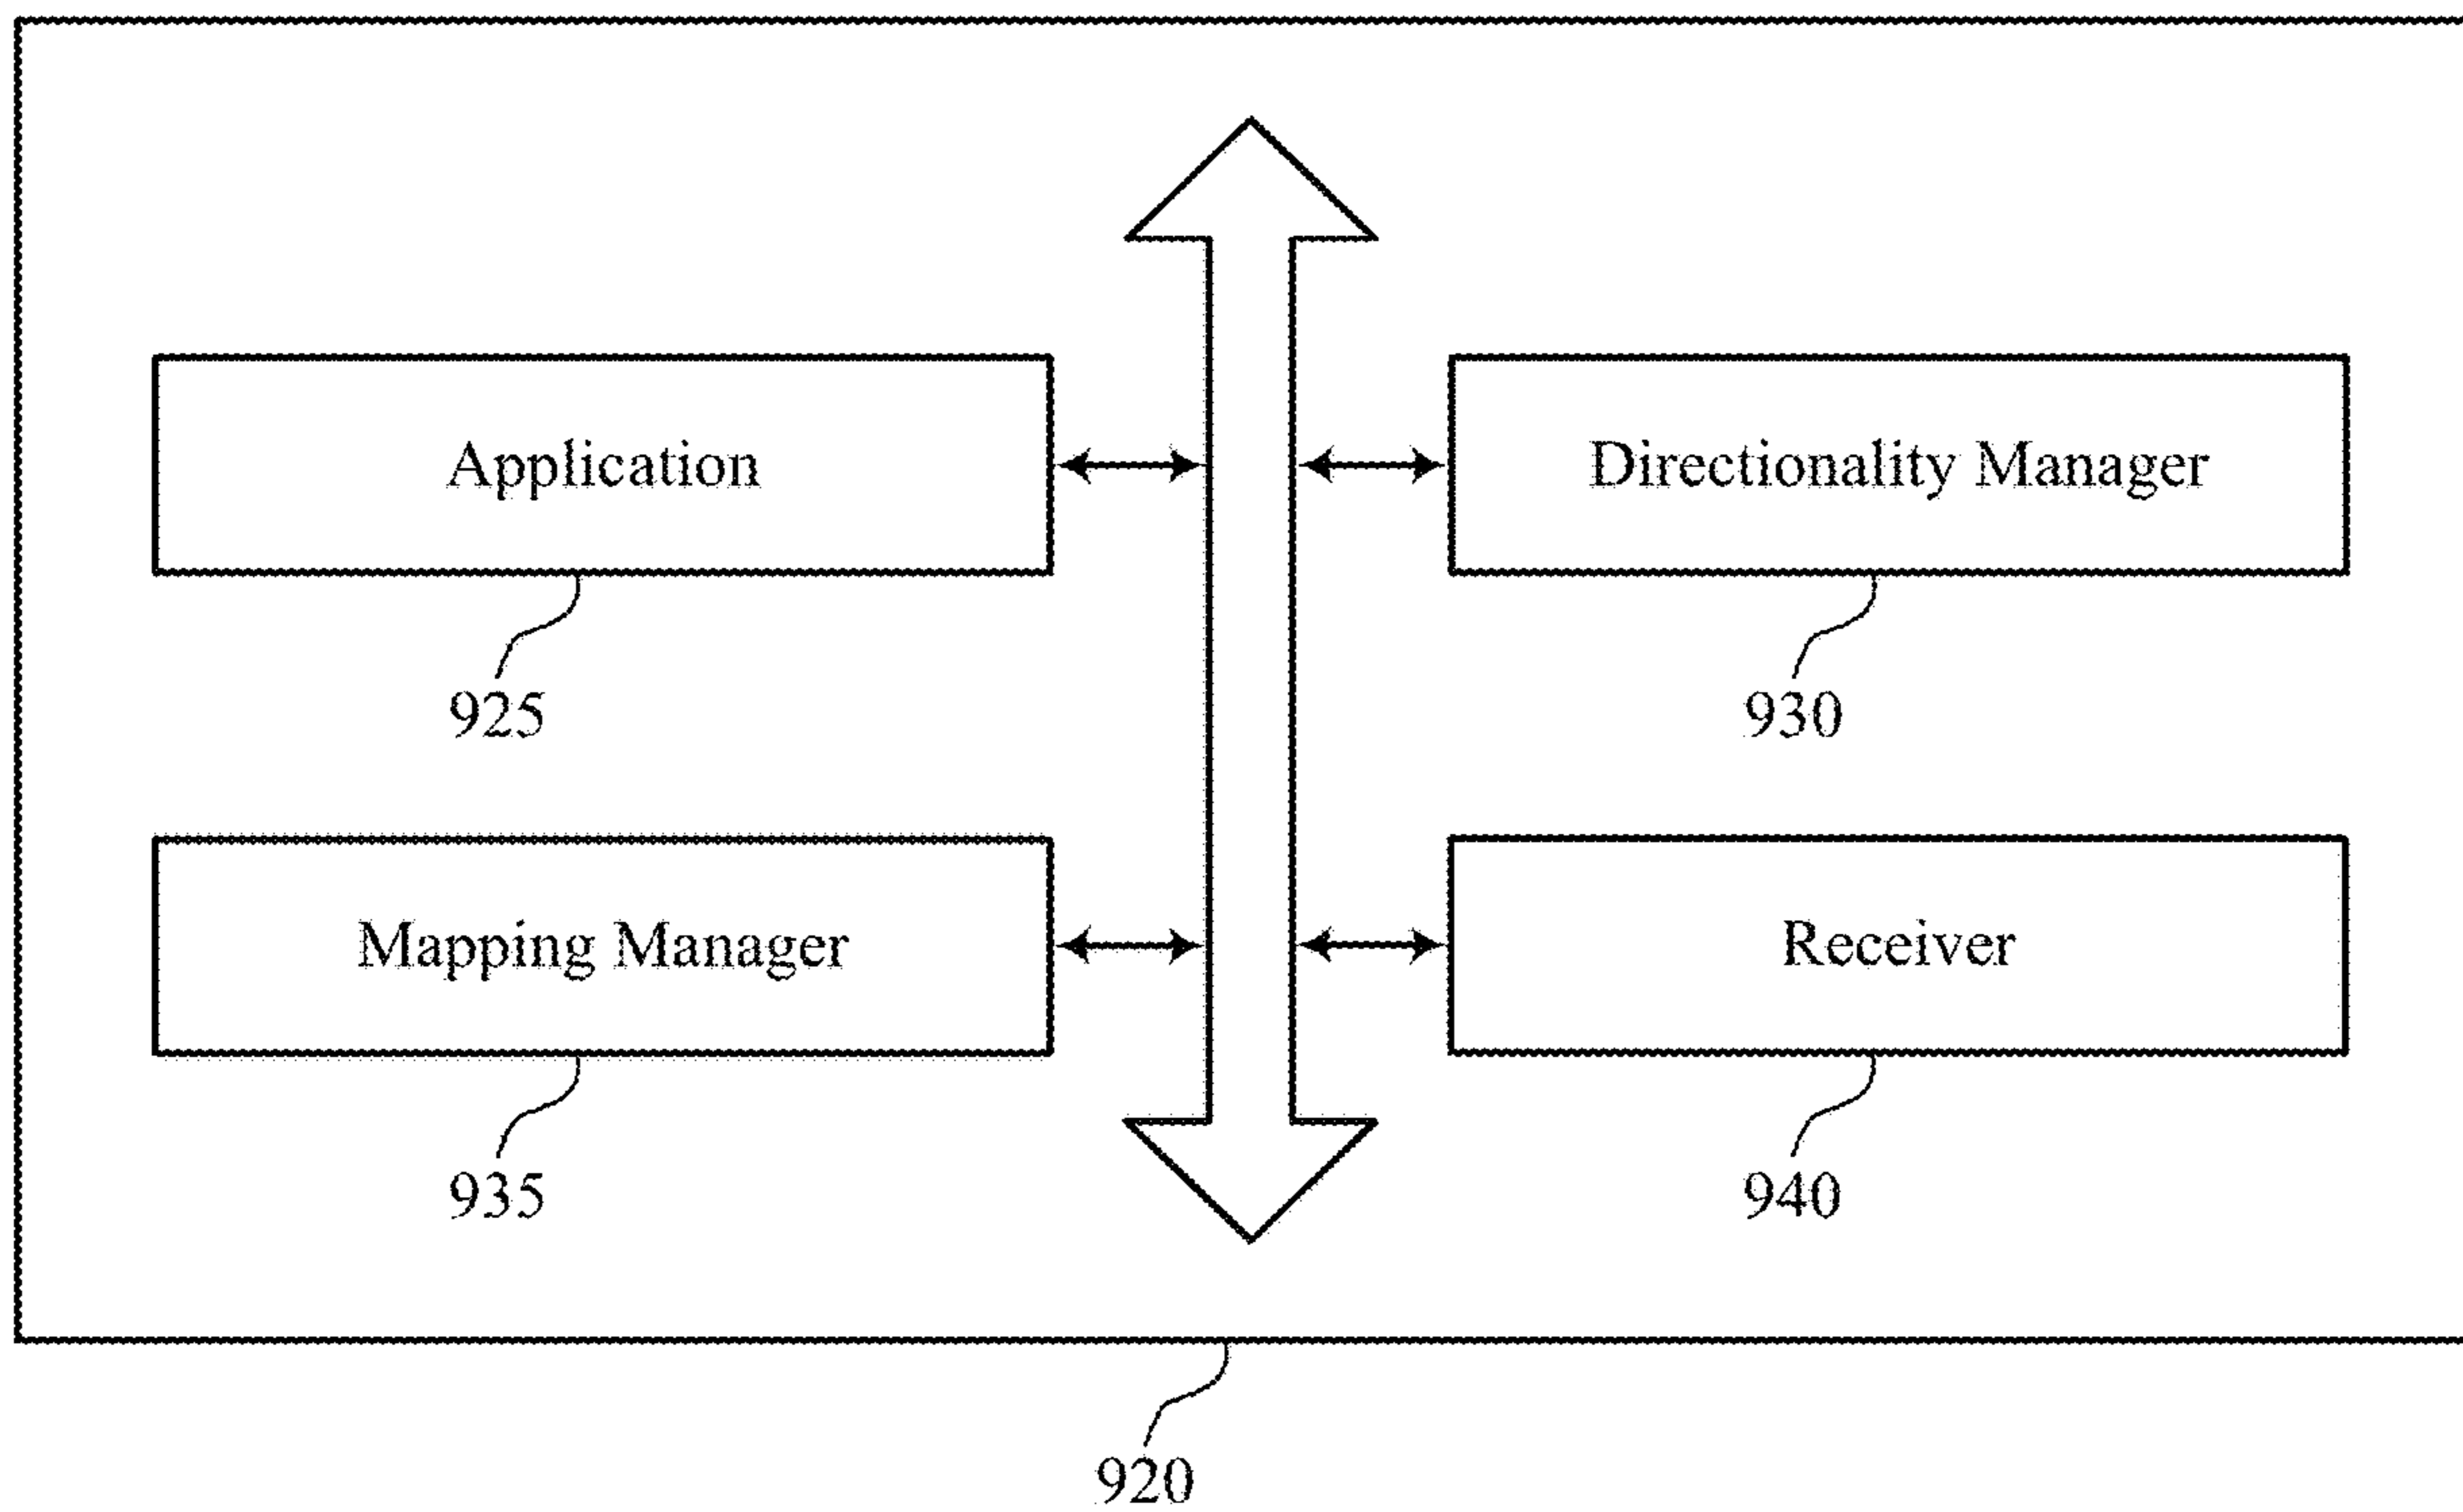 Application
Directionality Manager
925
930
Mapping Manager
Receiver
935
940
920